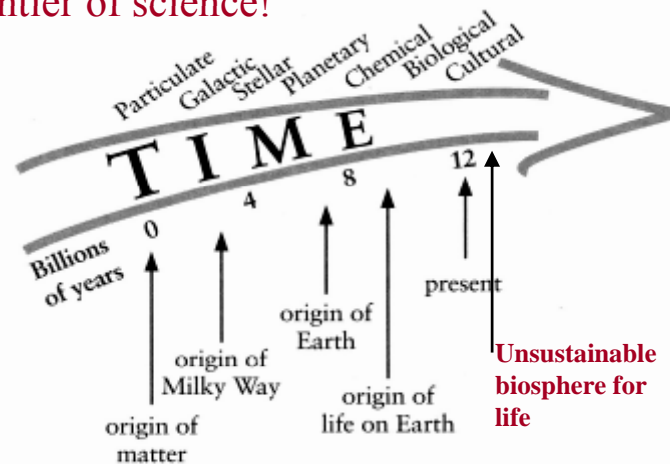 ntier of science!
Particulate
Galactic
Stellar
Planetary
Chemical
Biological
Cultural
TIME
Billions
of years
0
4
8
12
origin of
matter
origin of
Milky Way
origin of
Earth
origin of
life on Earth
present
Unsustainable
biosphere for
life